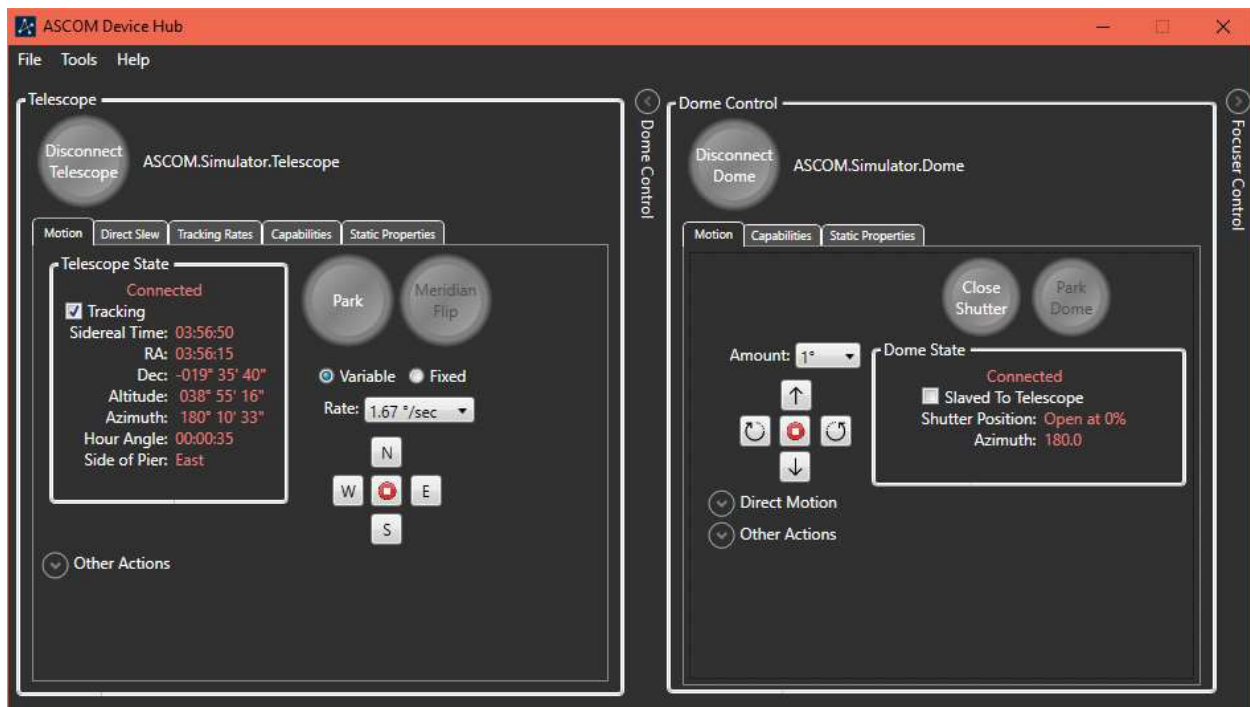 ASCOM Device Hub
File Tools Help
Telescope
Disconnect
Telescope
ASCOM.Simulator.Telescope
Motion Direct Slew Tracking Rates Capabilities Static Properties
Telescope State
Connected
Tracking
Sidereal Time: 03:56:50
RA: 03:56:15
Dec: -019° 35' 40"
Altitude: 038° 55' 16"
Azimuth: 180° 10' 33"
Hour Angle: 00:00:35
Side of Pier: East
Park
Meridian
Flip
Variable Fixed
Rate: 1.67 °/sec
N
W E
S
Other Actions
Dome Control
Dome Control
Disconnect
Dome
ASCOM.Simulator.Dome
Motion Capabilities Static Properties
Close
Shutter
Park
Dome
Amount: 1°
Dome State
Connected
Slaved To Telescope
Shutter Position: Open at 0%
Azimuth: 180.0
Direct Motion
Other Actions
Focuser Control